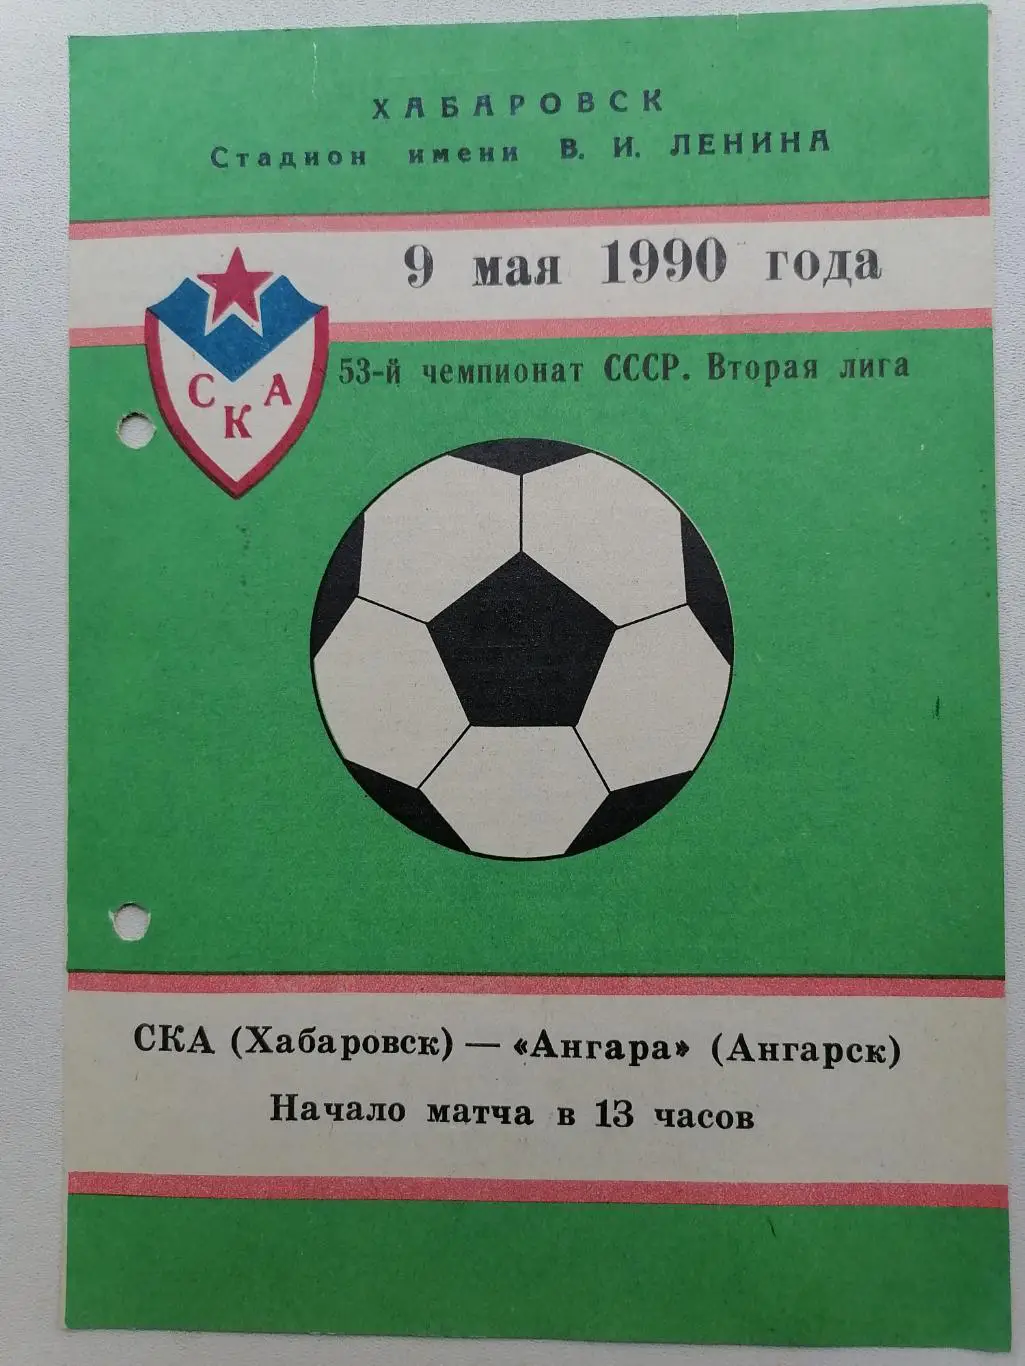 ХАБАРОВСК
Стадион имени В. И. ЛЕНИНА
9 мая 1990 года
53-й чемпионат СССР. Вторая лига
СКА
СКА (Хабаровск) — «Ангара» (Ангарск)
Начало матча в 13 часов